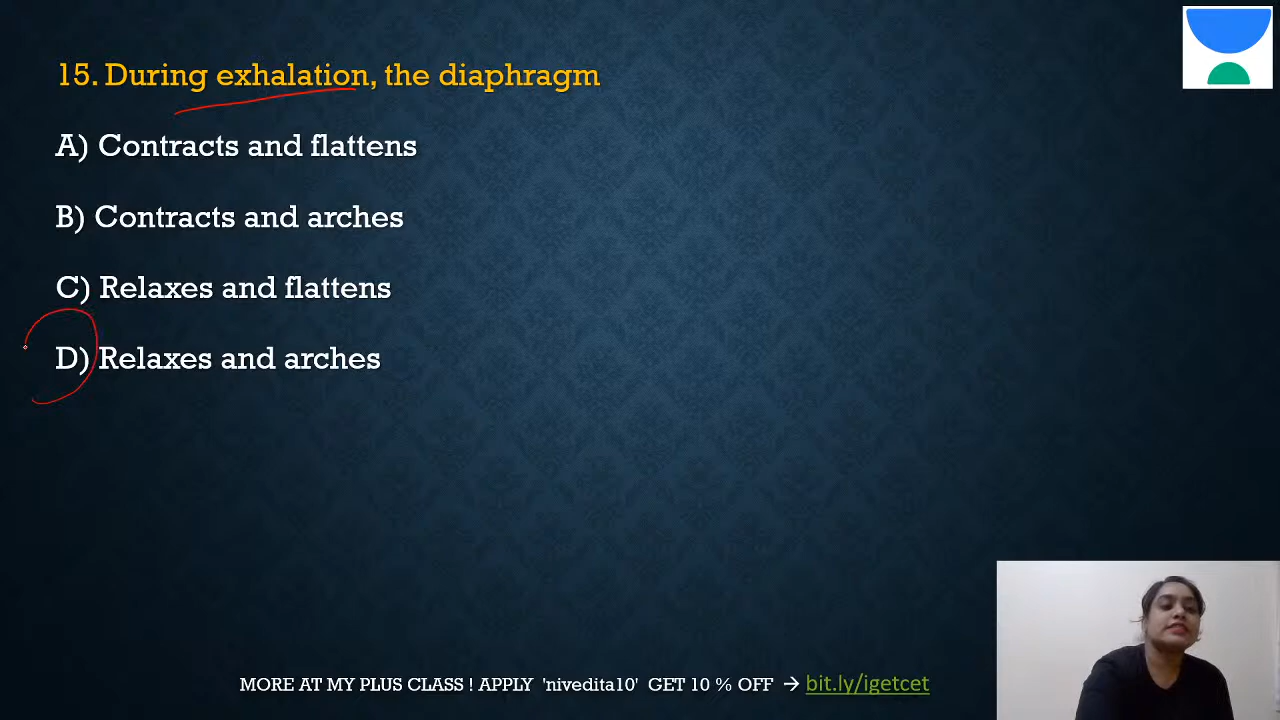 15. During exhalation, the diaphragm
A) Contracts and flattens
B) Contracts and arches
C) Relaxes and flattens
D) Relaxes and arches
MORE AT MY PLUS CLASS ! APPLY 'nivedita10' GET 10 % OFF → bit.ly/igetcet